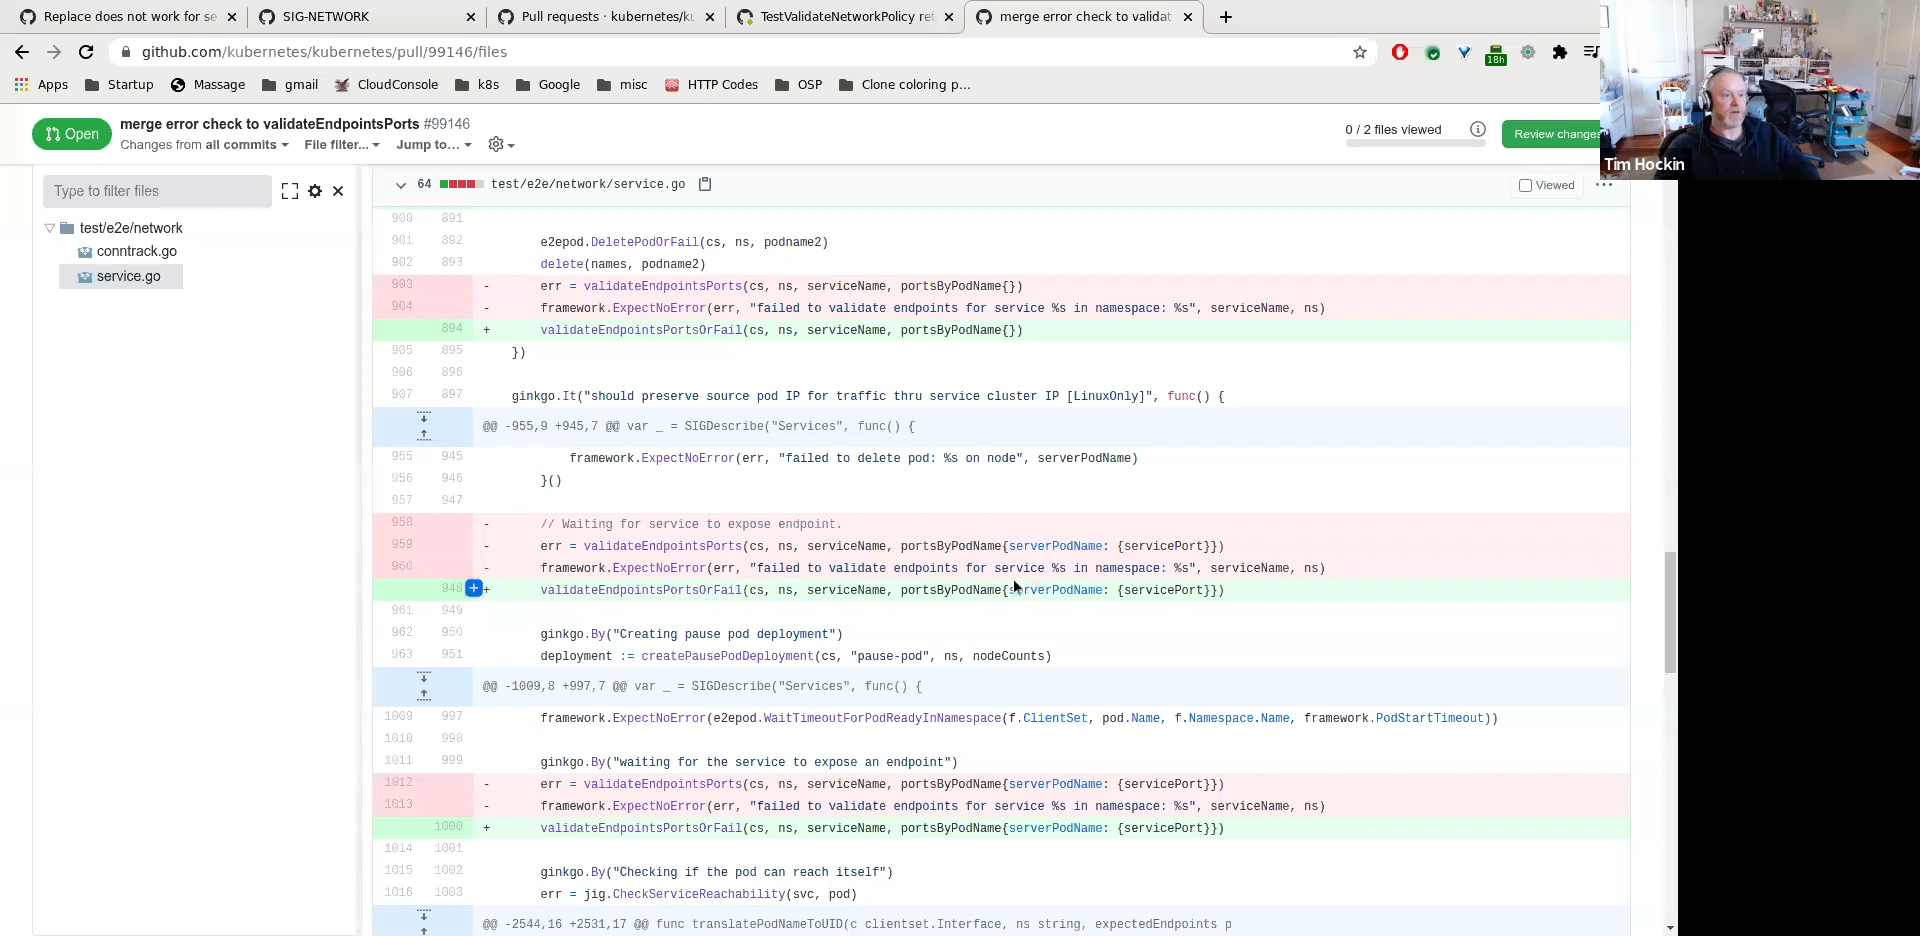 Replace does not work for se
SIG-NETWORK
Pull requests · kubernetes/ku
TestValidateNetworkPolicy ret
merge error check to validat
github.com/kubernetes/kubernetes/pull/99146/files
18h
Apps
Startup
Massage
gmail
CloudConsole
k8s
Google
misc
HTTP Codes
OSP
Clone coloring p...
Open
merge error check to validateEndpointsPorts #99146
Changes from all commits
File filter...
Jump to...
0 / 2 files viewed
Review changes
Tim Hockin
Type to filter files
test/e2e/network
conntrack.go
service.go
64 test/e2e/network/service.go
Viewed
900 891
901 892 e2epod.DeletePodOrFail(cs, ns, podname2)
902 893 delete(names, podname2)
903 - err = validateEndpointsPorts(cs, ns, serviceName, portsByPodName{})
904 - framework.ExpectNoError(err, "failed to validate endpoints for service %s in namespace: %s", serviceName, ns)
894 + validateEndpointsPortsOrFail(cs, ns, serviceName, portsByPodName{})
905 895 })
906 896
907 897 ginkgo.It("should preserve source pod IP for traffic thru service cluster IP [LinuxOnly]", func() {
@@ -955,9 +945,7 @@ var _ = SIGDescribe("Services", func() {
955 945 framework.ExpectNoError(err, "failed to delete pod: %s on node", serverPodName)
956 946 }()
957 947
958 - // Waiting for service to expose endpoint.
959 - err = validateEndpointsPorts(cs, ns, serviceName, portsByPodName{serverPodName: {servicePort}})
960 - framework.ExpectNoError(err, "failed to validate endpoints for service %s in namespace: %s", serviceName, ns)
948 + validateEndpointsPortsOrFail(cs, ns, serviceName, portsByPodName{serverPodName: {servicePort}})
961 949
962 950 ginkgo.By("Creating pause pod deployment")
963 951 deployment := createPausePodDeployment(cs, "pause-pod", ns, nodeCounts)
@@ -1009,8 +997,7 @@ var _ = SIGDescribe("Services", func() {
1009 997 framework.ExpectNoError(e2epod.WaitTimeoutForPodReadyInNamespace(f.ClientSet, pod.Name, f.Namespace.Name, framework.PodStartTimeout))
1010 998
1011 999 ginkgo.By("waiting for the service to expose an endpoint")
1012 - err = validateEndpointsPorts(cs, ns, serviceName, portsByPodName{serverPodName: {servicePort}})
1013 - framework.ExpectNoError(err, "failed to validate endpoints for service %s in namespace: %s", serviceName, ns)
1000 + validateEndpointsPortsOrFail(cs, ns, serviceName, portsByPodName{serverPodName: {servicePort}})
1014 1001
1015 1002 ginkgo.By("Checking if the pod can reach itself")
1016 1003 err = jig.CheckServiceReachability(svc, pod)
@@ -2544,16 +2531,17 @@ func translatePodNameToUID(c clientset.Interface, ns string, expectedEndpoints p